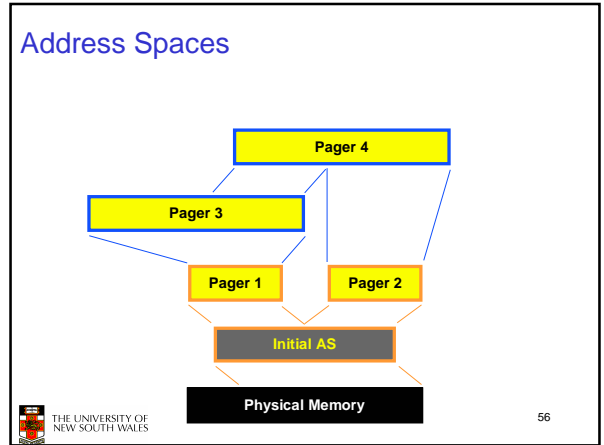 Address Spaces
Pager 4
Pager 3
Pager 1
Pager 2
Initial AS
Physical Memory
THE UNIVERSITY OF
NEW SOUTH WALES
56